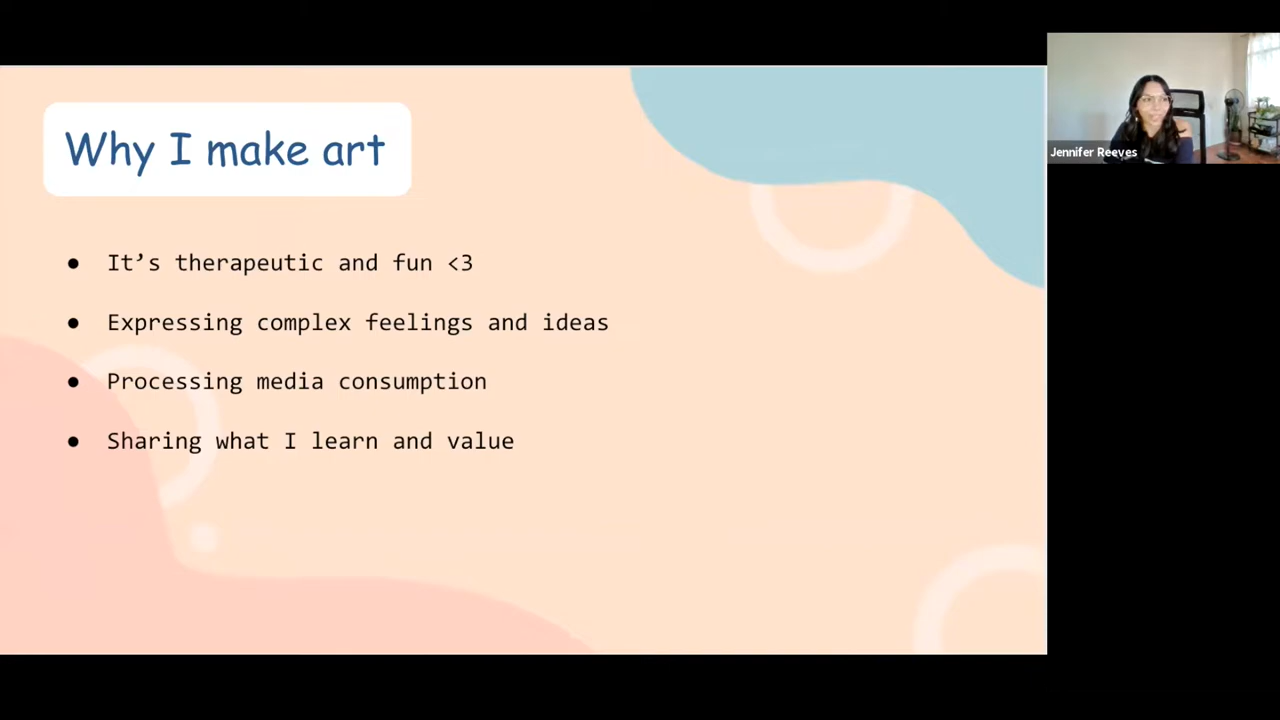 Why I make art
● It’s therapeutic and fun <3
● Expressing complex feelings and ideas
● Processing media consumption
● Sharing what I learn and value
Jennifer Reeves